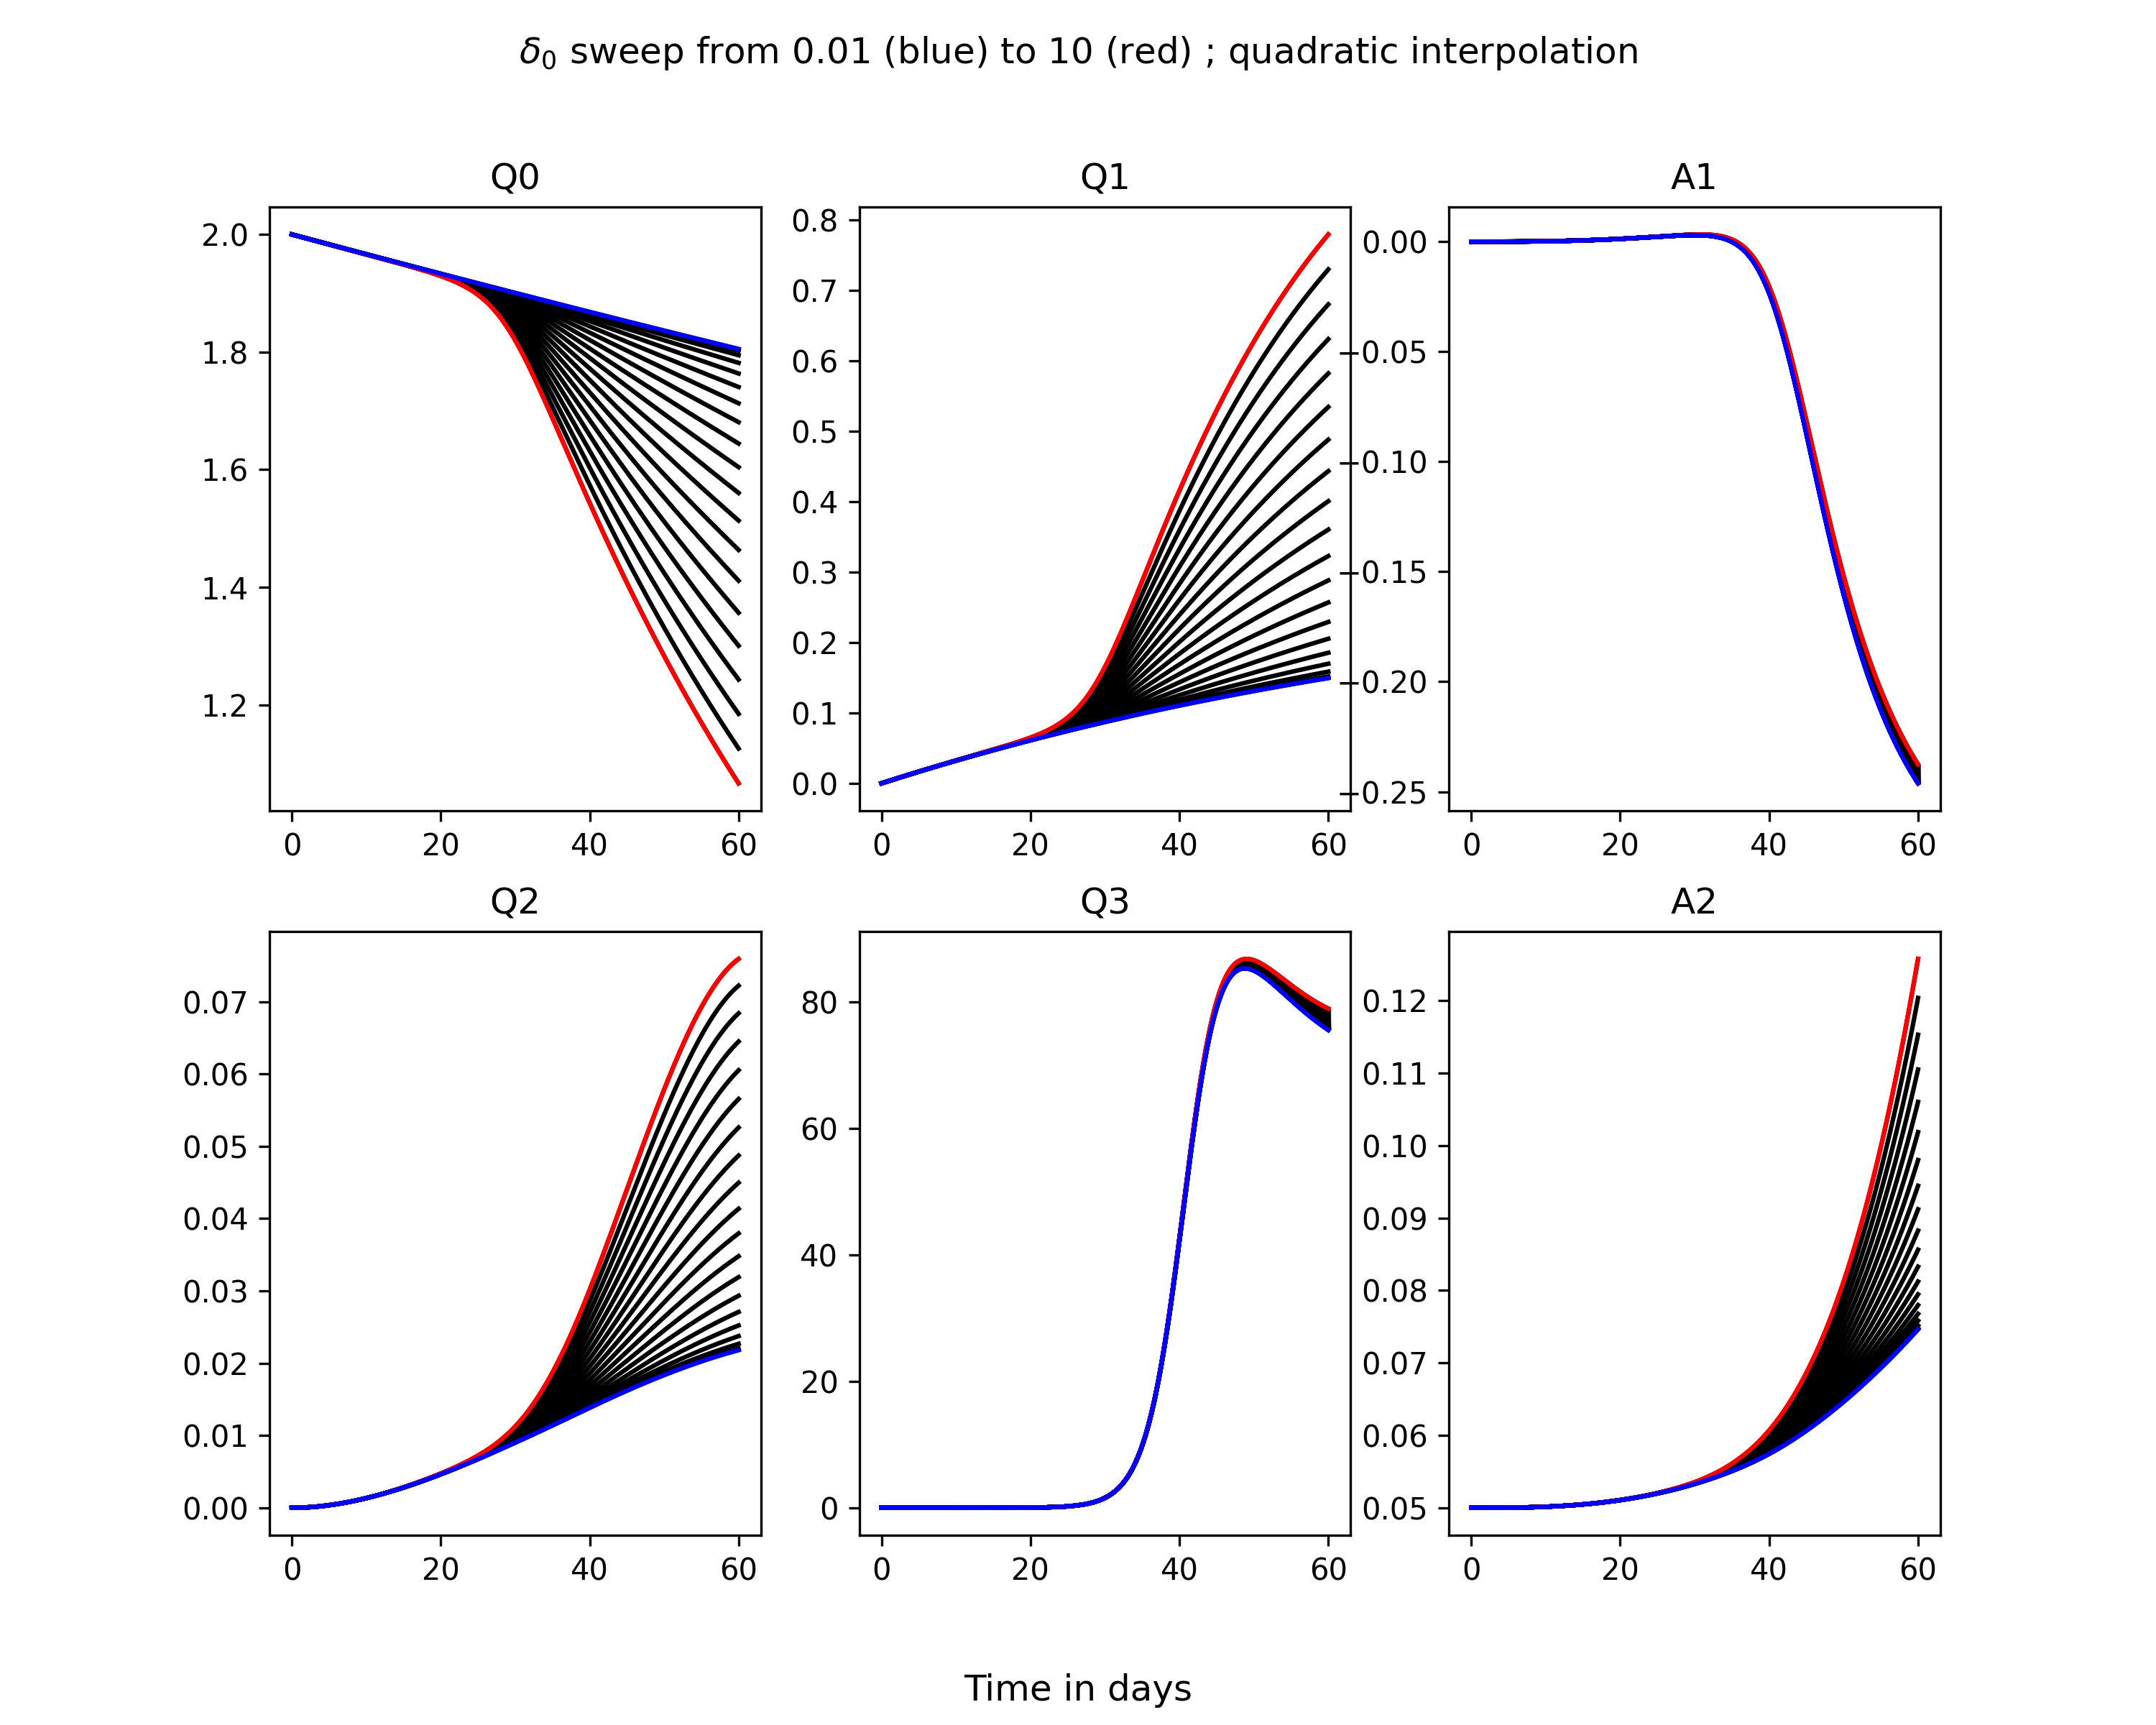 δ0 sweep from 0.01 (blue) to 10 (red) ; quadratic interpolation
Q0
2.0
1.8
1.6
1.4
1.2
0 20 40 60
Q1
0.8
0.7
0.6
0.5
0.4
0.3
0.2
0.1
0.0
0 20 40 60
A1
0.00
−0.05
−0.10
−0.15
−0.20
−0.25
0 20 40 60
Q2
0.07
0.06
0.05
0.04
0.03
0.02
0.01
0.00
0 20 40 60
Q3
80
60
40
20
0
0 20 40 60
A2
0.12
0.11
0.10
0.09
0.08
0.07
0.06
0.05
0 20 40 60
Time in days